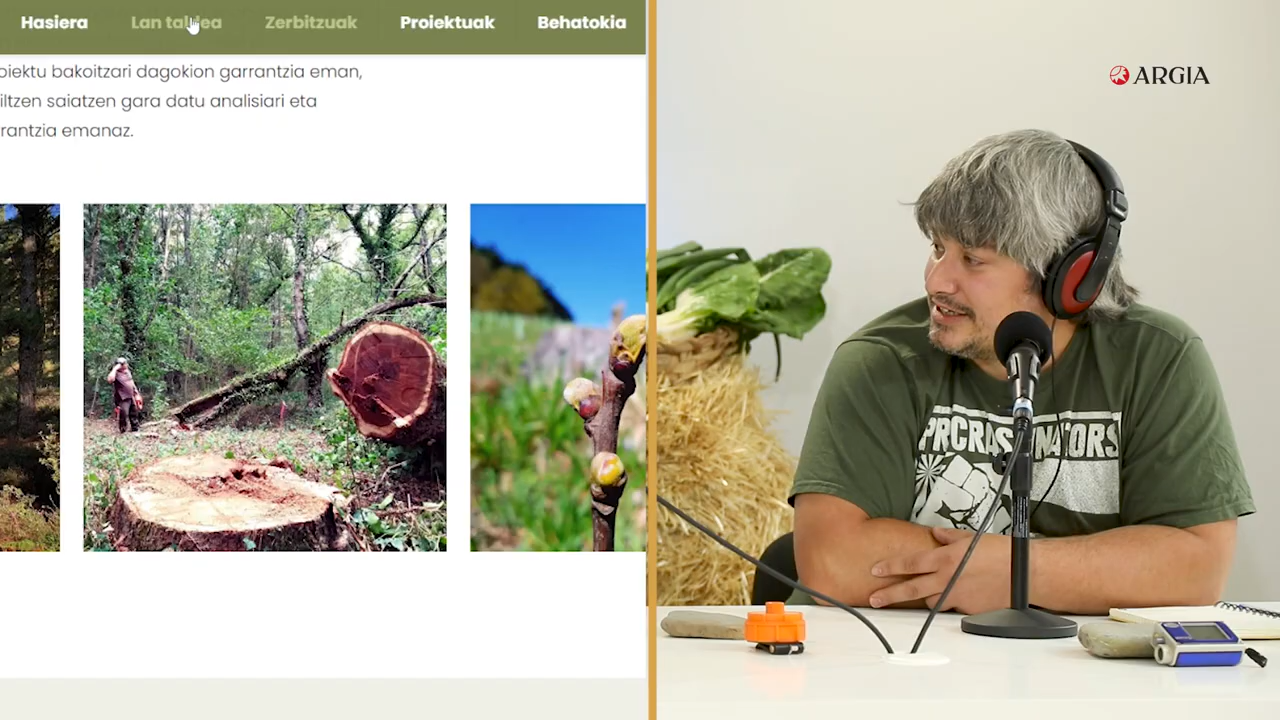 Hasiera
Lan taldea
Zerbitzuak
Proiektuak
Behatokia
oiektu bakoitzari dagokion garrantzia eman,
iltzen saiatzen gara datu analisiari eta
rrantzia emanaz.
ARGIA